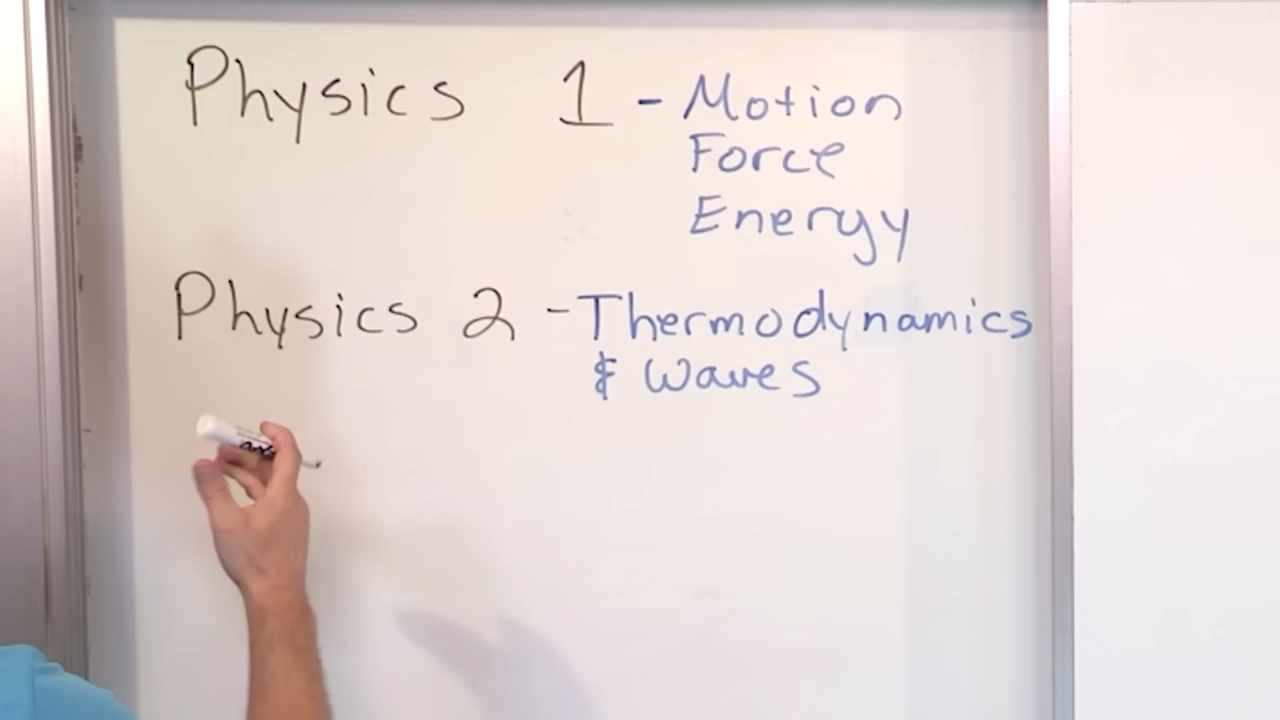 Physics 1 - Motion
Force
Energy
Physics 2 - Thermodynamics
& Waves